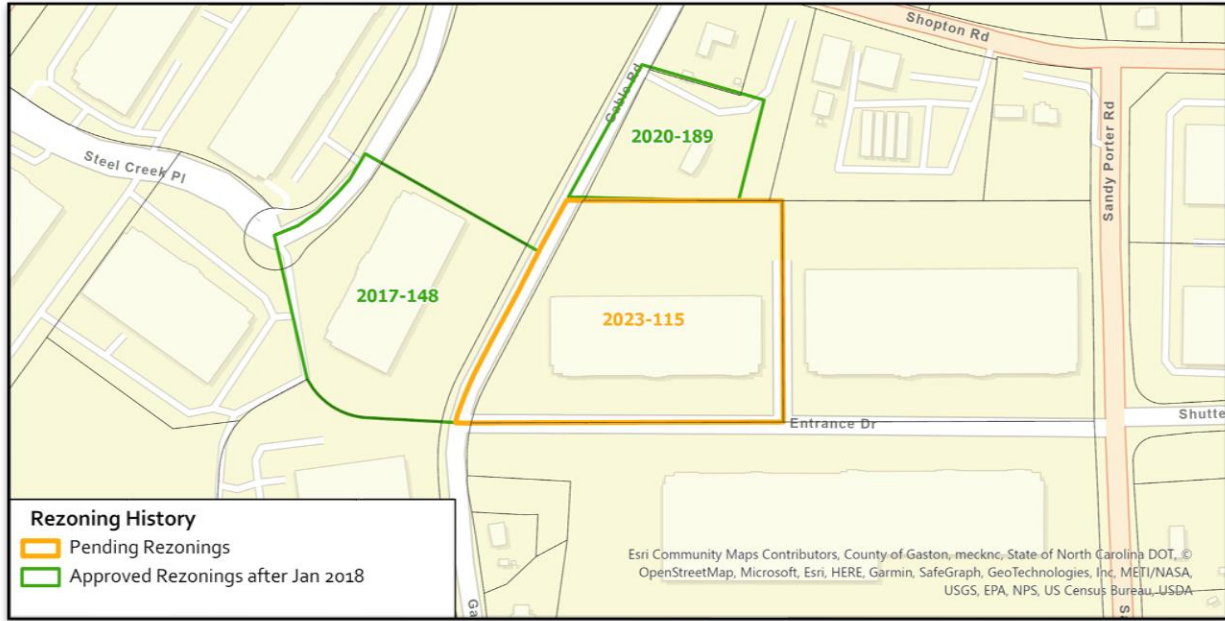 Shopton Rd
Gable Rd
2020-189
Steel Creek Pl
Sandy Porter Rd
2017-148
2023-115
Shutte
Entrance Dr
Rezoning History
Pending Rezonings
Approved Rezonings after Jan 2018
Ga
S
Esri Community Maps Contributors, County of Gaston, mecknc, State of North Carolina DOT, ©
OpenStreetMap, Microsoft, Esri, HERE, Garmin, SafeGraph, GeoTechnologies, Inc, METI/NASA,
USGS, EPA, NPS, US Census Bureau, USDA